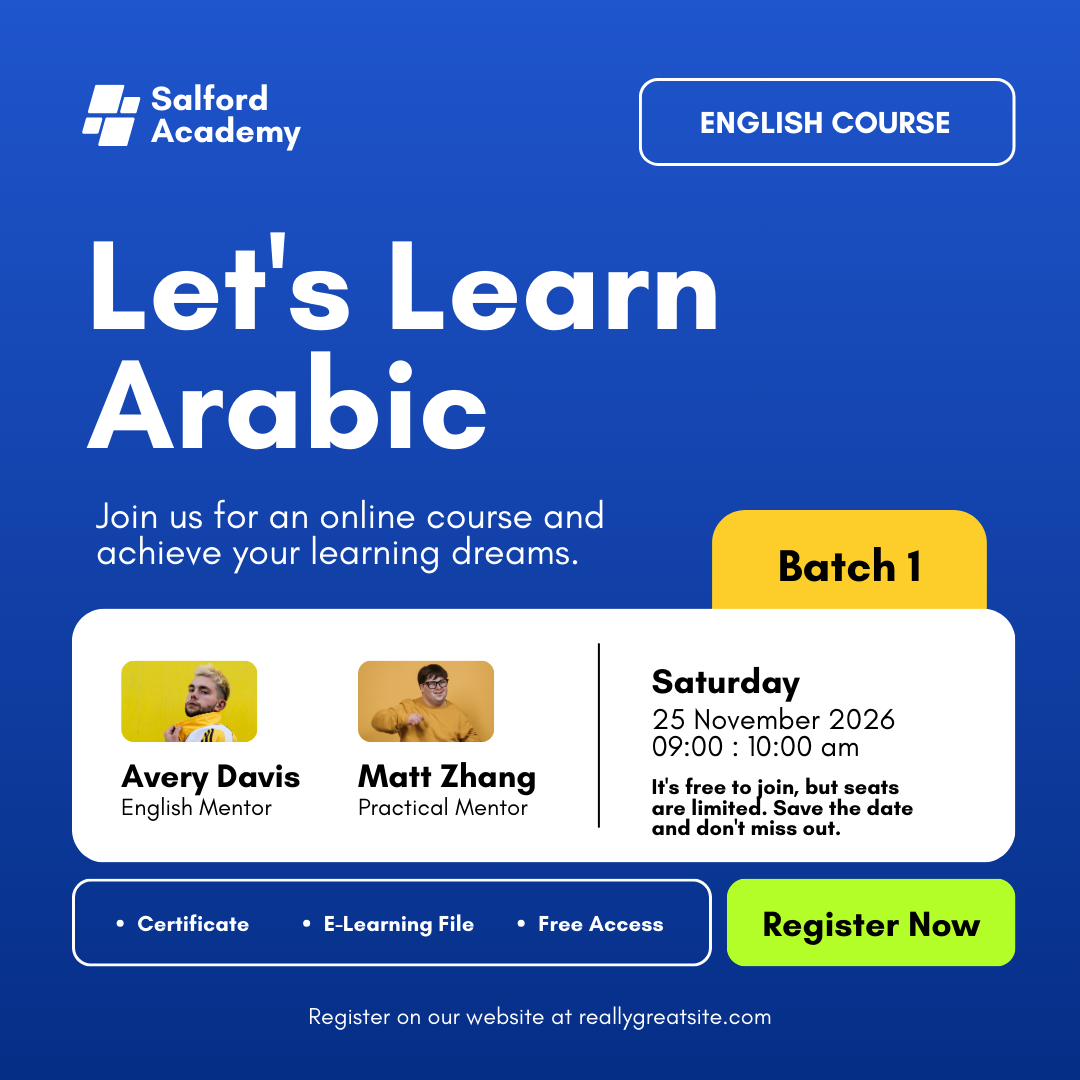 Salford
Academy
ENGLISH COURSE
Let's Learn
Arabic
Join us for an online course and
achieve your learning dreams.
Batch 1
Avery Davis
English Mentor
Matt Zhang
Practical Mentor
Saturday
25 November 2026
09:00 : 10:00 am
It's free to join, but seats
are limited. Save the date
and don't miss out.
• Certificate
• E-Learning File
• Free Access
Register Now
Register on our website at reallygreatsite.com